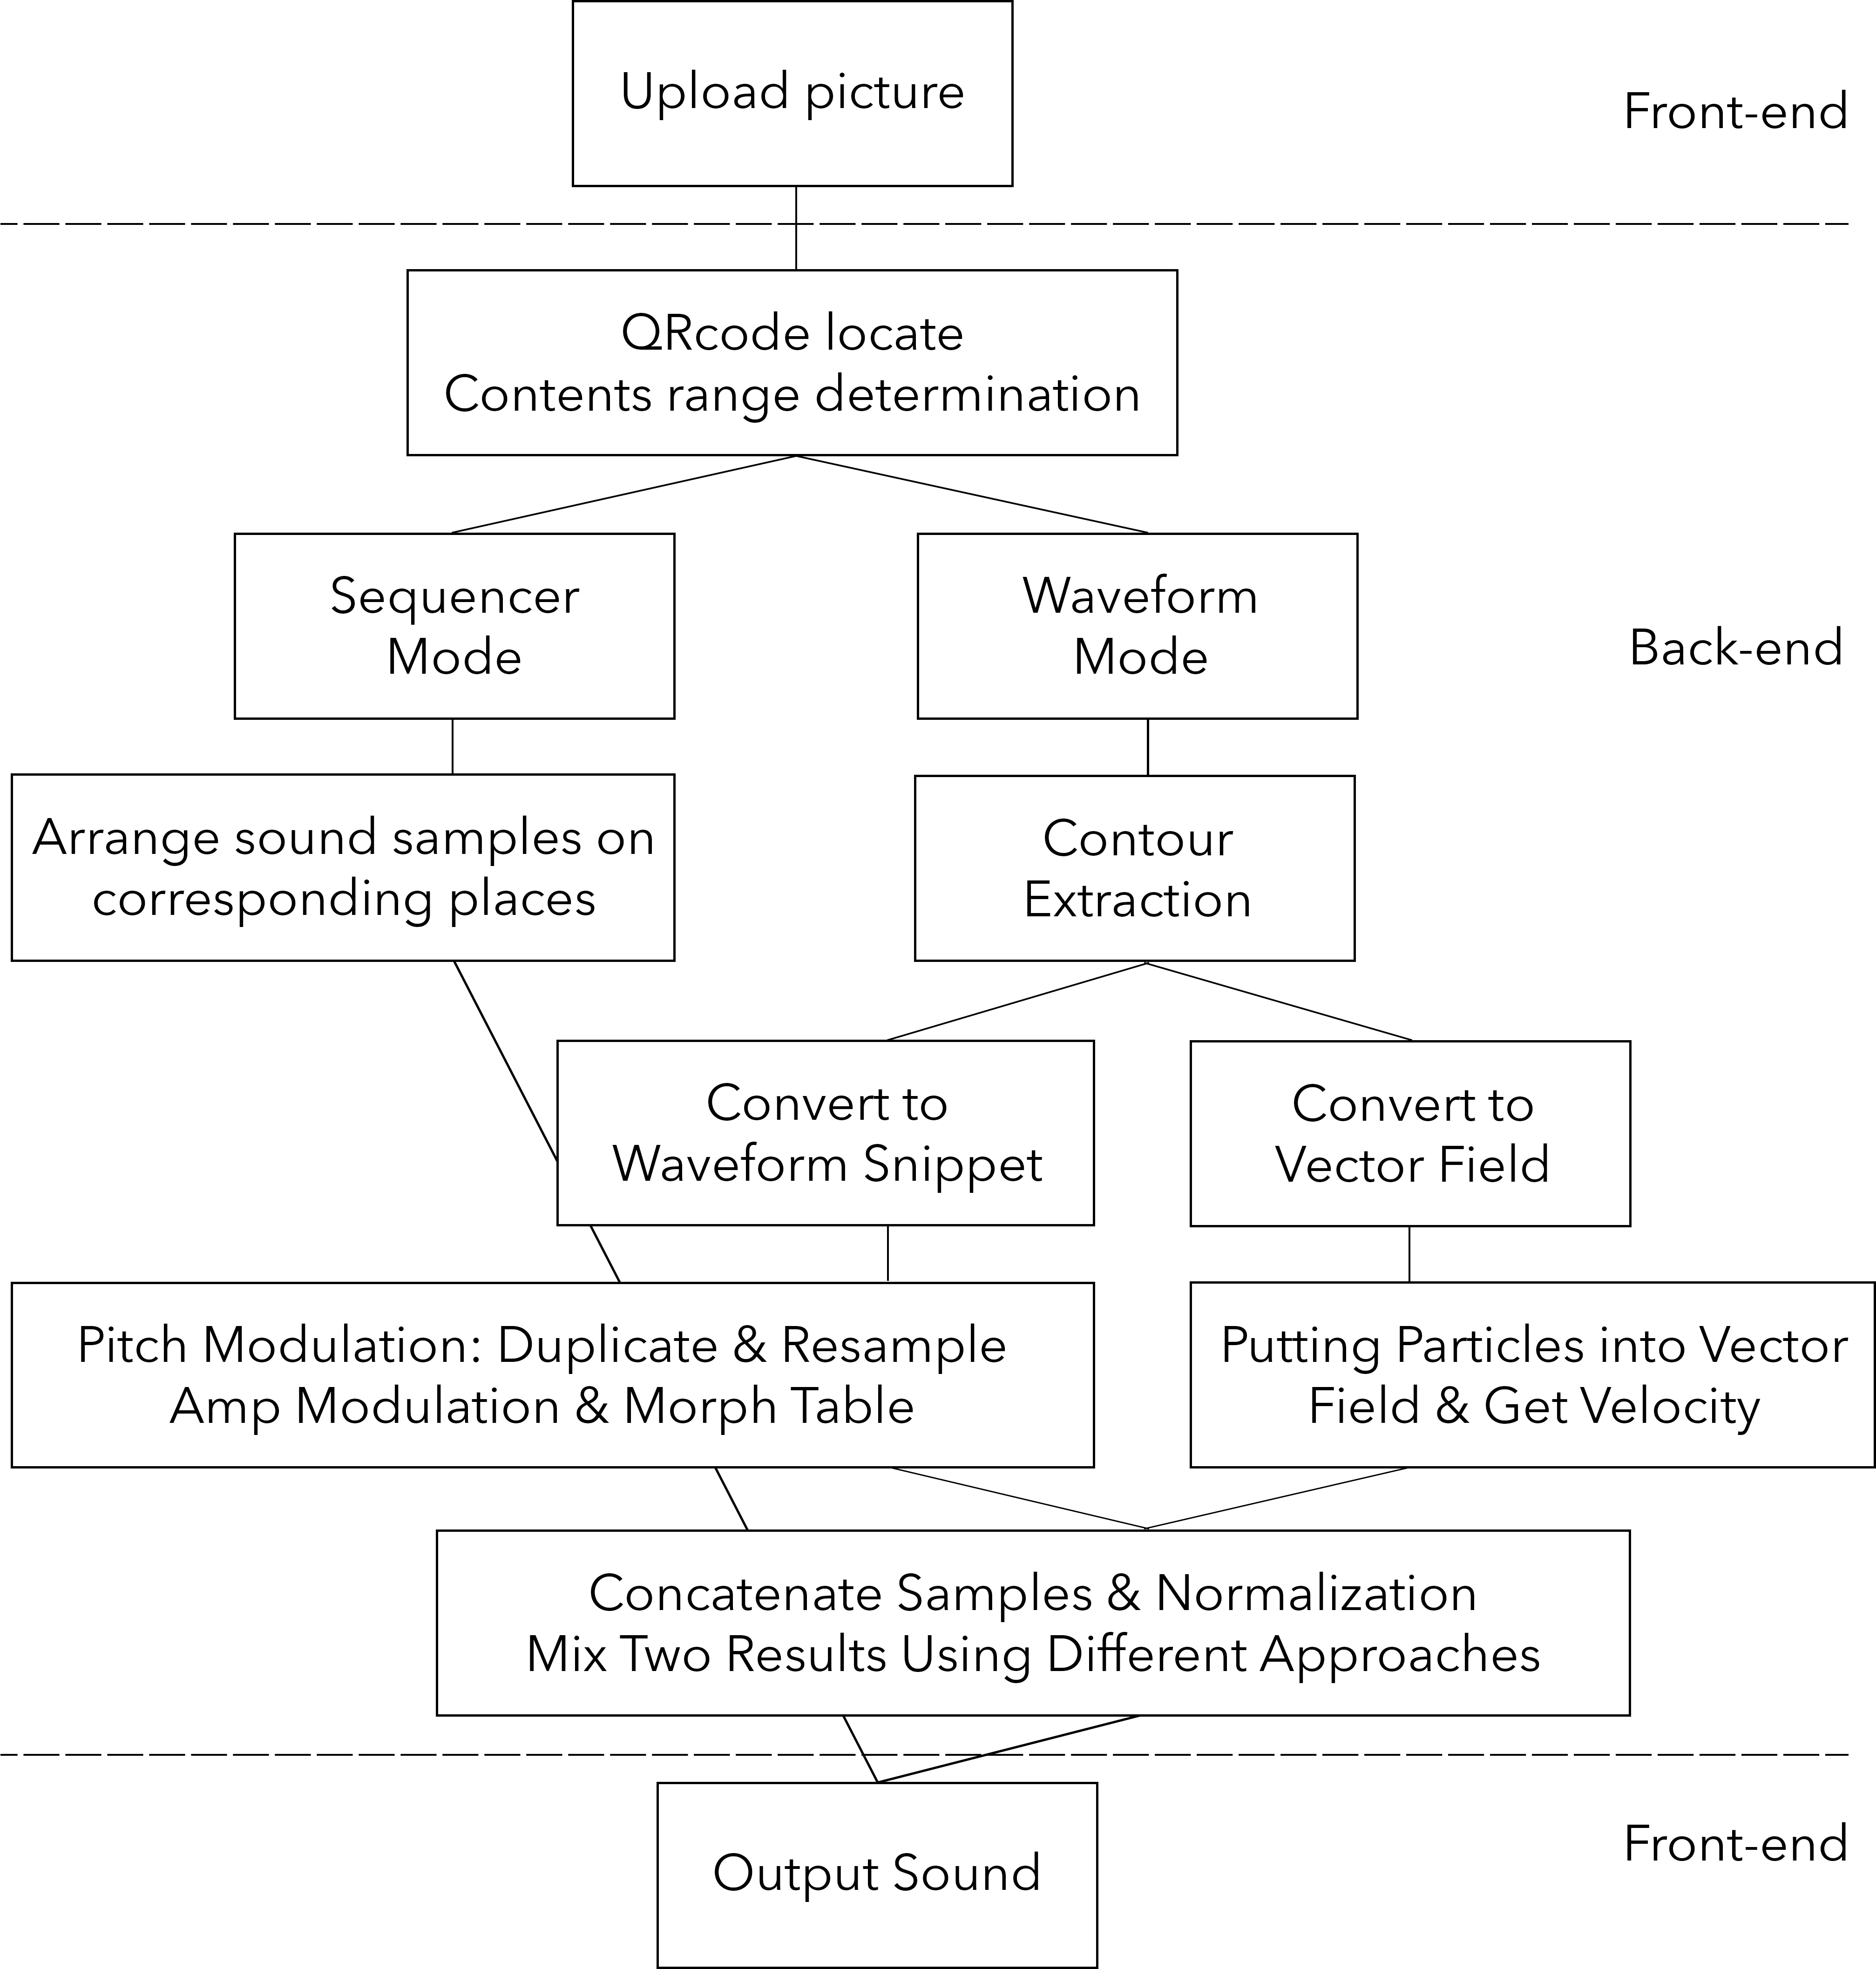 Upload picture
Front-end
QRcode locate
Contents range determination
Sequencer
Mode
Waveform
Mode
Back-end
Arrange sound samples on
corresponding places
Contour
Extraction
Convert to
Waveform Snippet
Convert to
Vector Field
Pitch Modulation: Duplicate & Resample
Amp Modulation & Morph Table
Putting Particles into Vector
Field & Get Velocity
Concatenate Samples & Normalization
Mix Two Results Using Different Approaches
Front-end
Output Sound